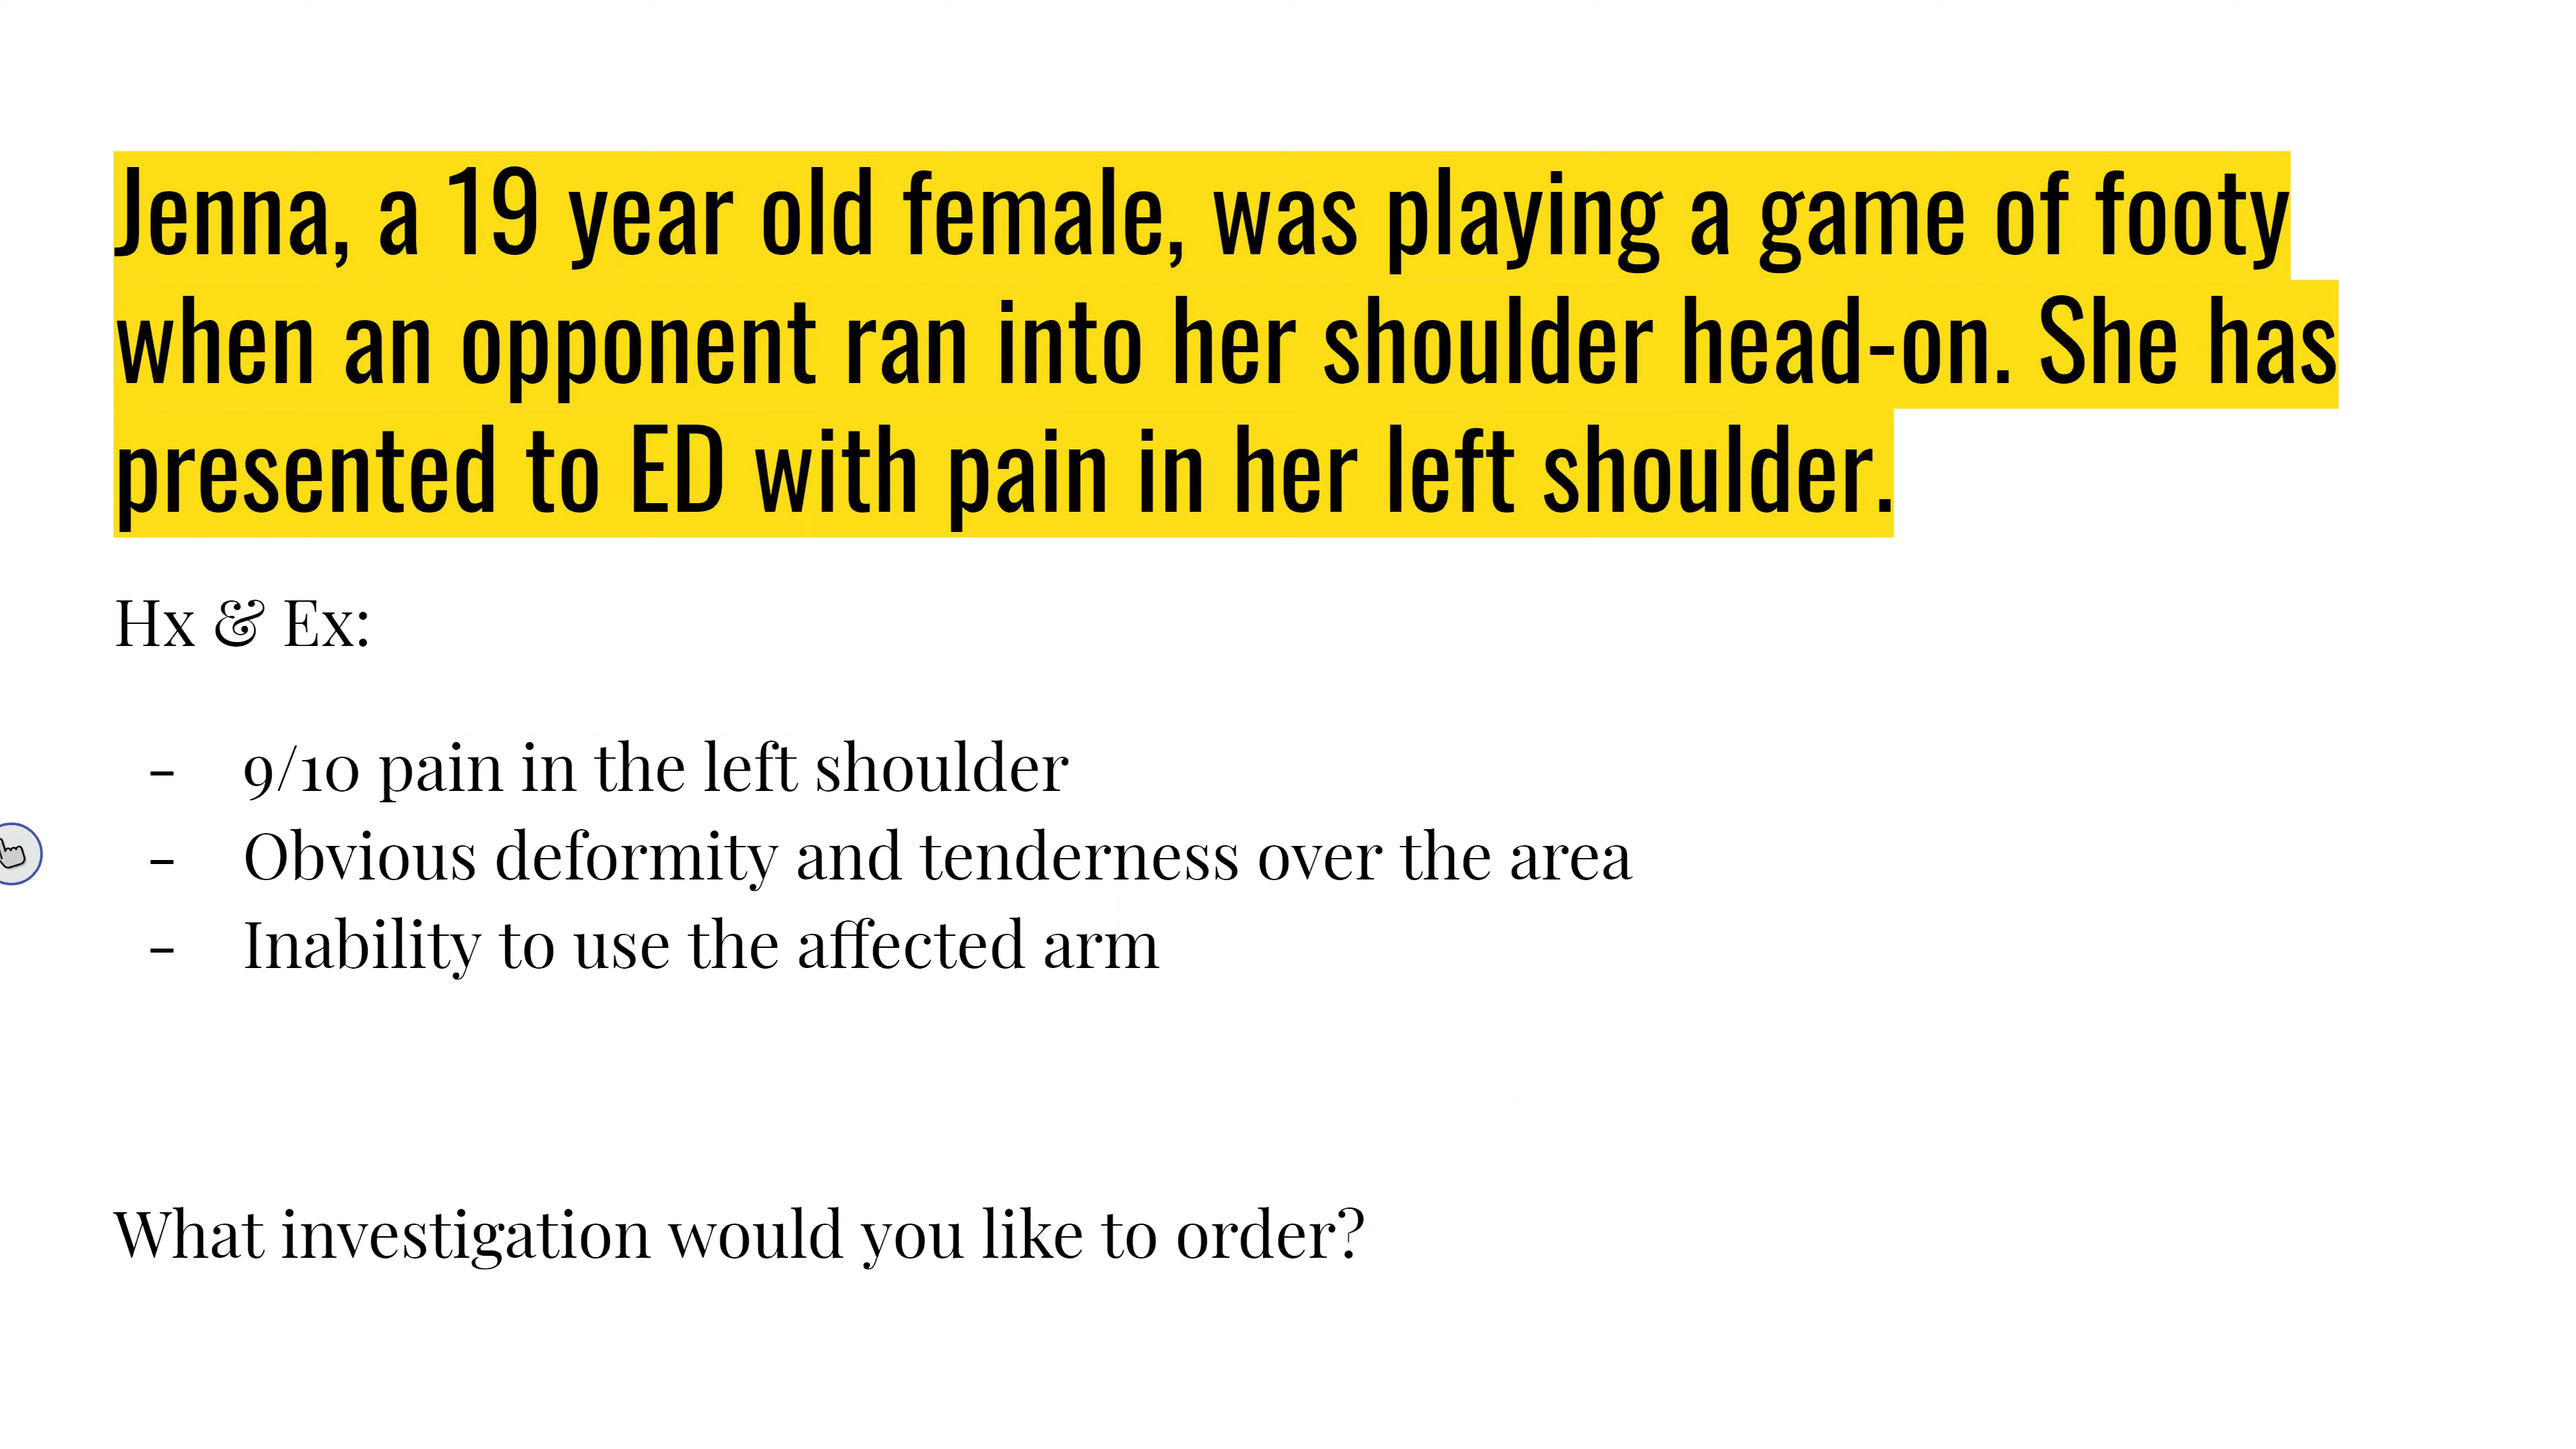 Jenna, a 19 year old female, was playing a game of footy
when an opponent ran into her shoulder head-on. She has
presented to ED with pain in her left shoulder.
Hx & Ex:
- 9/10 pain in the left shoulder
- Obvious deformity and tenderness over the area
- Inability to use the affected arm
What investigation would you like to order?